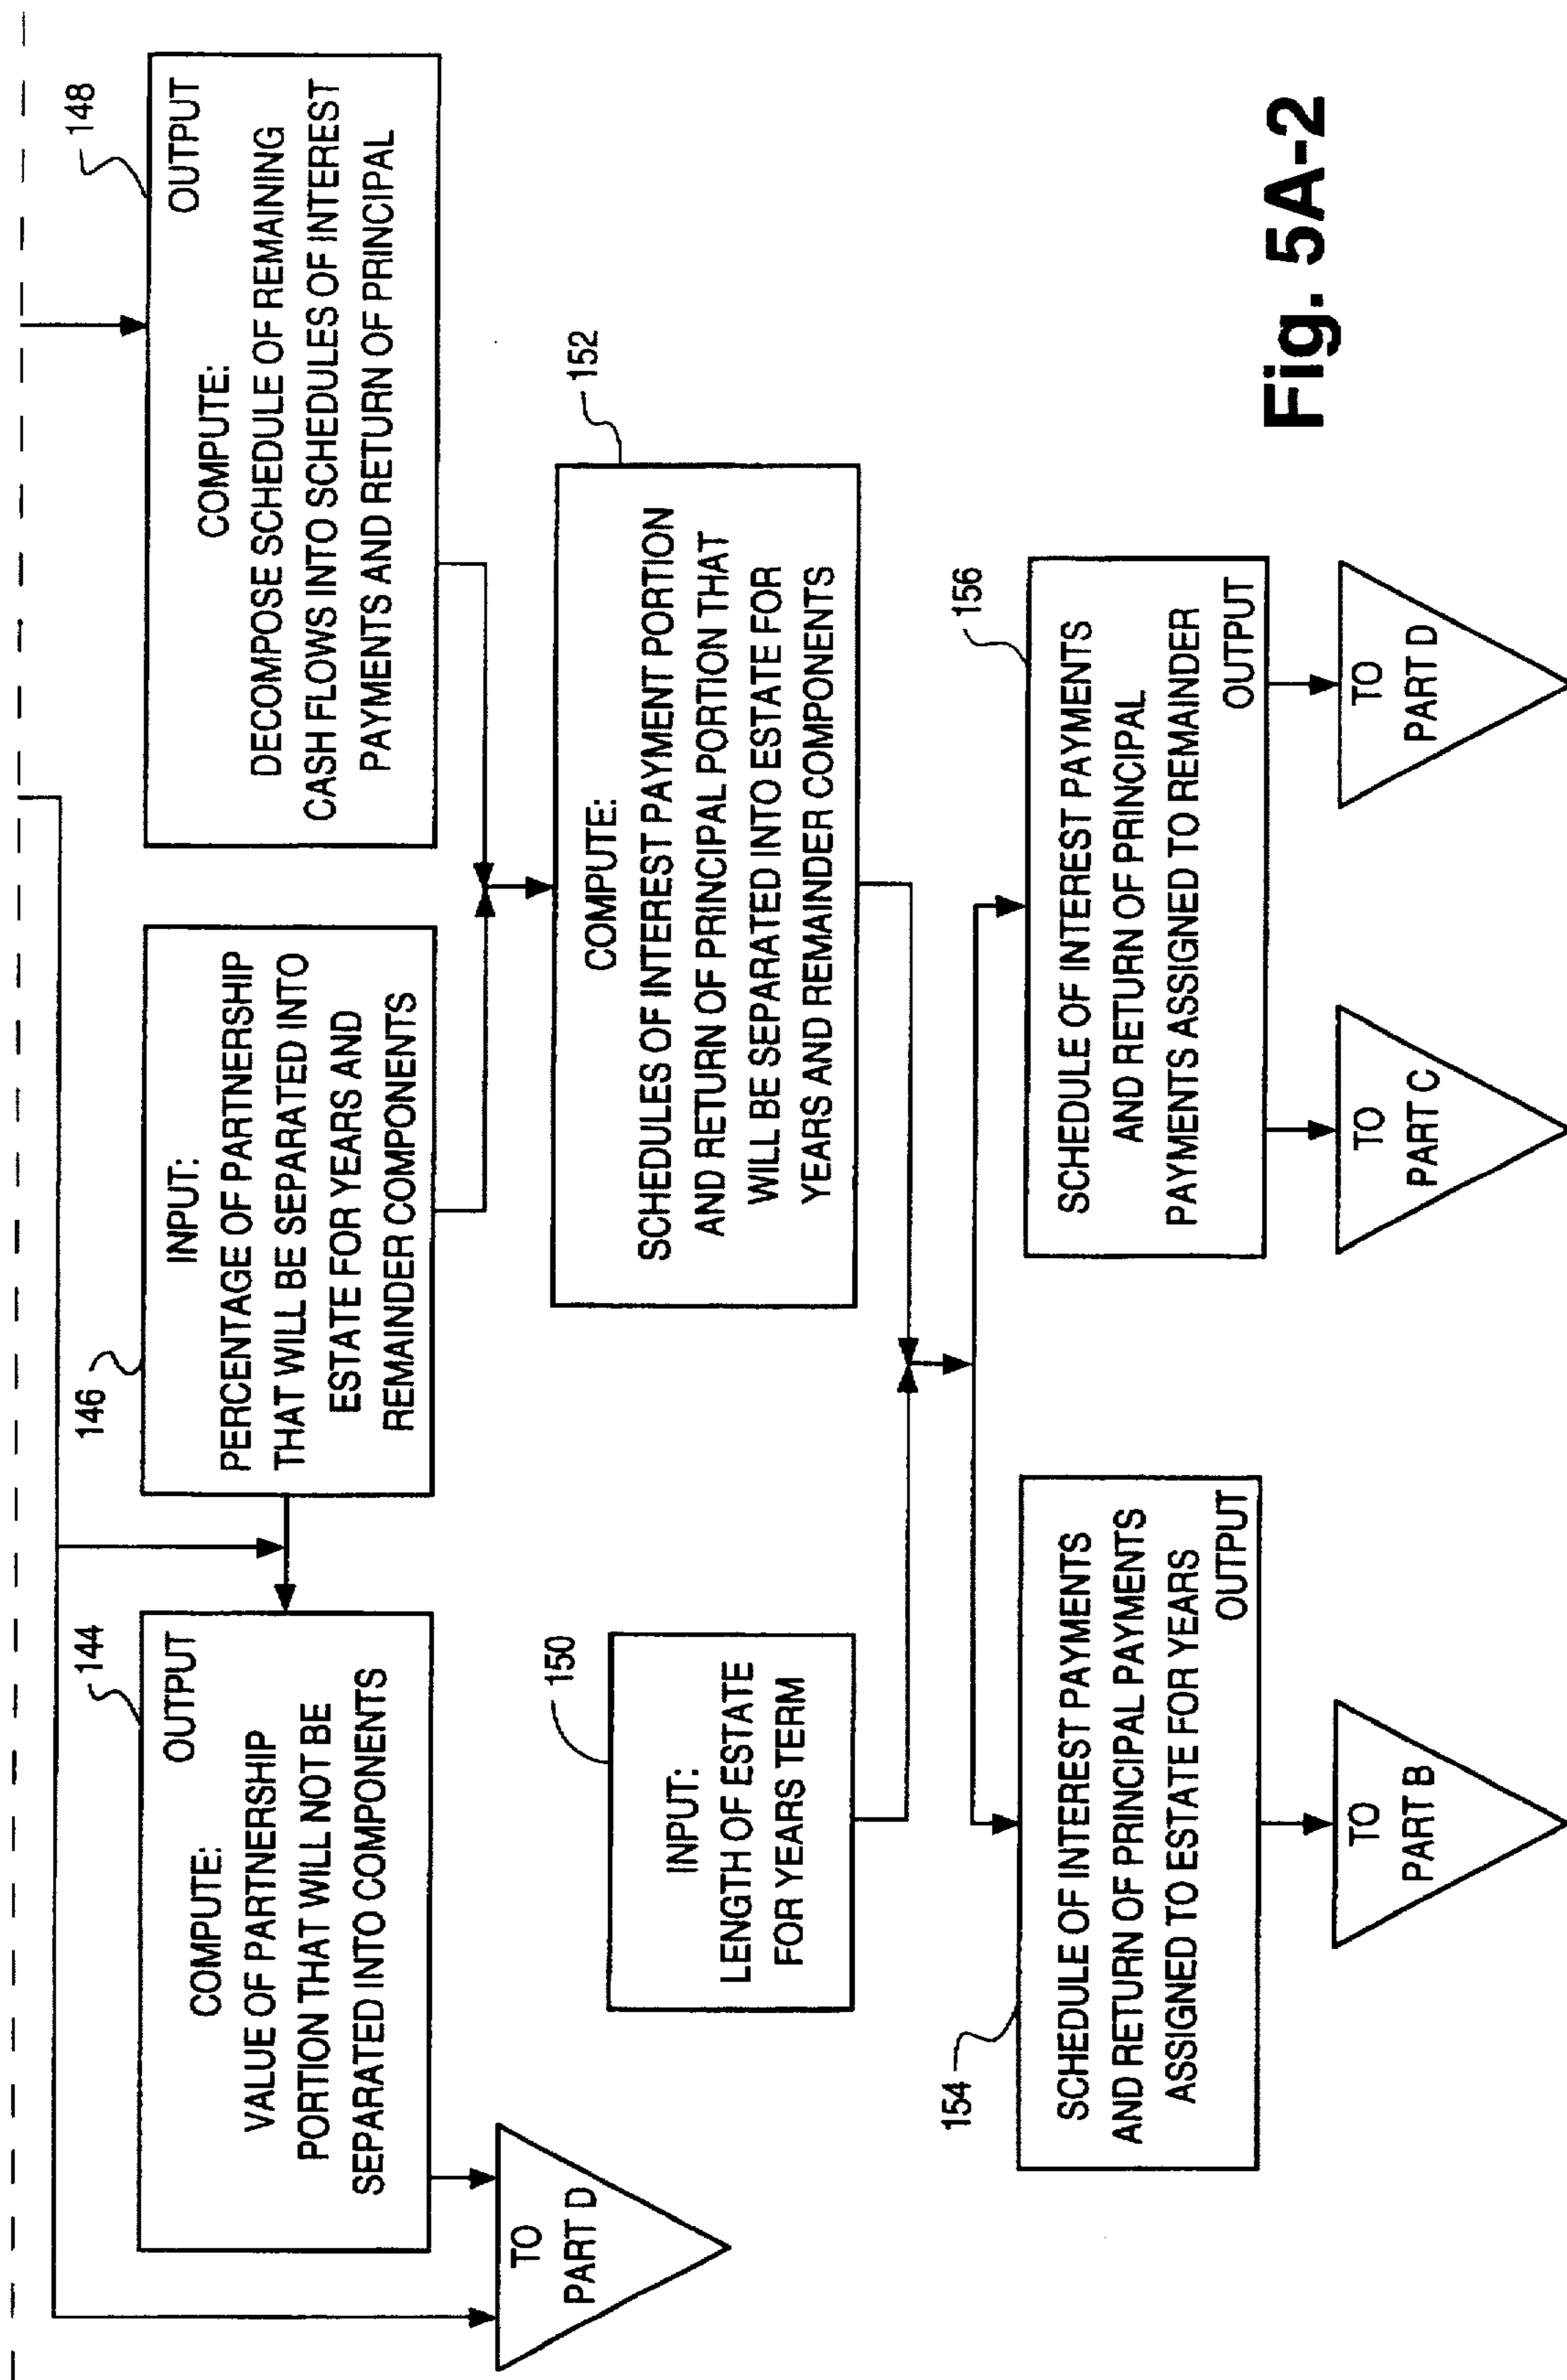 144
OUTPUT
COMPUTE:
VALUE OF PARTNERSHIP
PORTION THAT WILL NOT BE
SEPARATED INTO COMPONENTS
146
INPUT:
PERCENTAGE OF PARTNERSHIP
THAT WILL BE SEPARATED INTO
ESTATE FOR YEARS AND
REMAINDER COMPONENTS
148
OUTPUT
COMPUTE:
DECOMPOSE SCHEDULE OF REMAINING
CASH FLOWS INTO SCHEDULES OF INTEREST
PAYMENTS AND RETURN OF PRINCIPAL
TO
PART D
150
INPUT:
LENGTH OF ESTATE
FOR YEARS TERM
152
COMPUTE:
SCHEDULES OF INTEREST PAYMENT PORTION
AND RETURN OF PRINCIPAL PORTION THAT
WILL BE SEPARATED INTO ESTATE FOR
YEARS AND REMAINDER COMPONENTS
154
SCHEDULE OF INTEREST PAYMENTS
AND RETURN OF PRINCIPAL PAYMENTS
ASSIGNED TO ESTATE FOR YEARS
OUTPUT
156
SCHEDULE OF INTEREST PAYMENTS
AND RETURN OF PRINCIPAL
PAYMENTS ASSIGNED TO REMAINDER
OUTPUT
TO
PART B
TO
PART C
TO
PART D
Fig. 5A-2